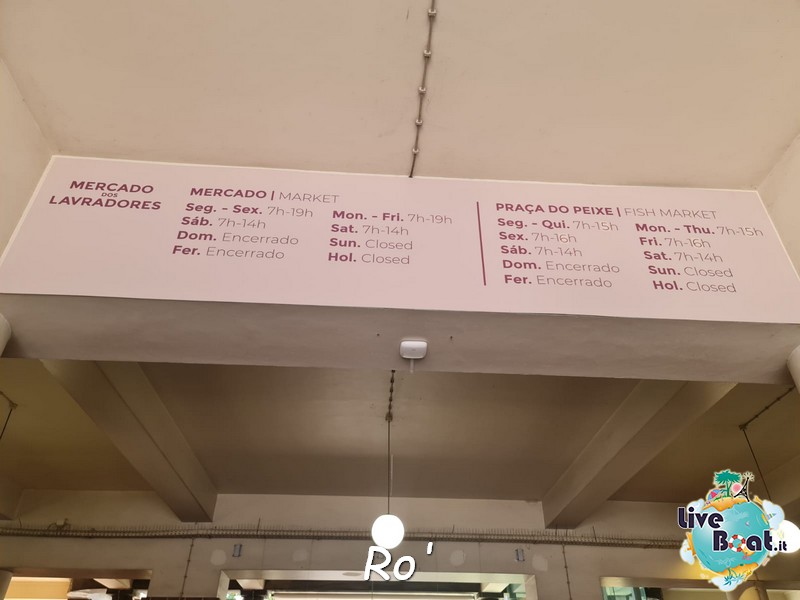 MERCADO
DOS
LAVRADORES
MERCADO | MARKET
Seg. - Sex. 7h-19h
Sáb. 7h-14h
Dom. Encerrado
Fer. Encerrado
Mon. - Fri. 7h-19h
Sat. 7h-14h
Sun. Closed
Hol. Closed
PRAÇA DO PEIXE | FISH MARKET
Seg. - Qui. 7h-15h
Sex. 7h-16h
Sáb. 7h-14h
Dom. Encerrado
Fer. Encerrado
Mon. - Thu. 7h-15h
Fri. 7h-16h
Sat. 7h-14h
Sun. Closed
Hol. Closed
Live
Boat.it
Ro'